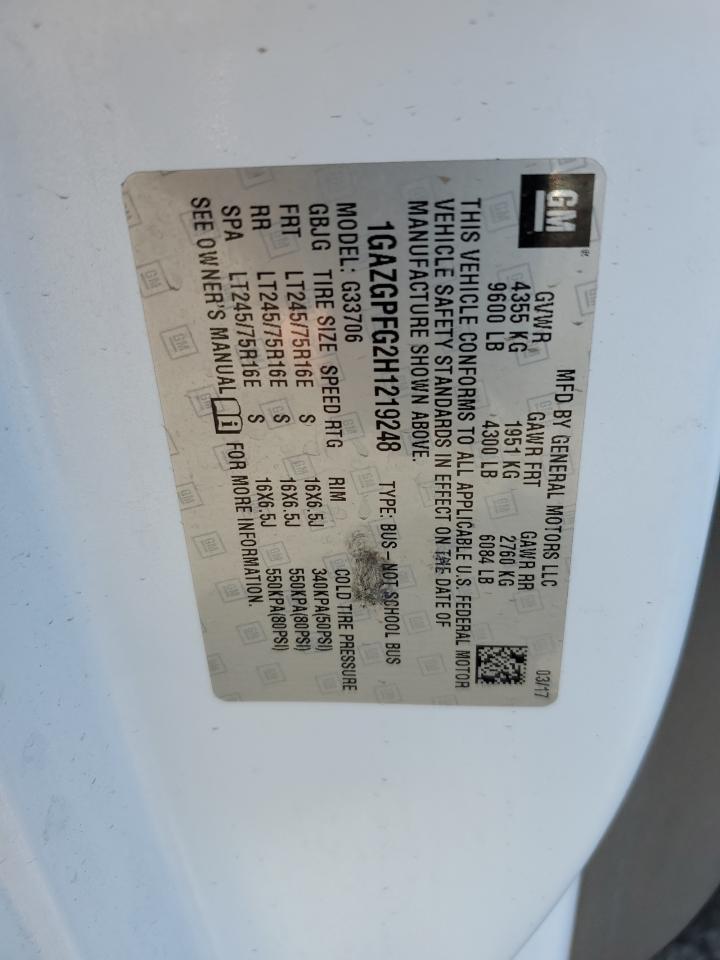 GM ®
MFD BY GENERAL MOTORS LLC 03/17
GVWR GAWR FRT GAWR RR
4355 KG 1951 KG 2760 KG
9600 LB 4300 LB 6084 LB
THIS VEHICLE CONFORMS TO ALL APPLICABLE U.S. FEDERAL MOTOR
VEHICLE SAFETY STANDARDS IN EFFECT ON THE DATE OF
MANUFACTURE SHOWN ABOVE.
1GAZGPFG2H1219248 TYPE: BUS–NOT SCHOOL BUS
MODEL: G33706
GBJG TIRE SIZE SPEED RTG RIM COLD TIRE PRESSURE
FRT LT245/75R16E S 16X6.5J 340KPA(50PSI)
RR LT245/75R16E S 16X6.5J 550KPA(80PSI)
SPA LT245/75R16E S 16X6.5J 550KPA(80PSI)
SEE OWNER'S MANUAL FOR MORE INFORMATION.